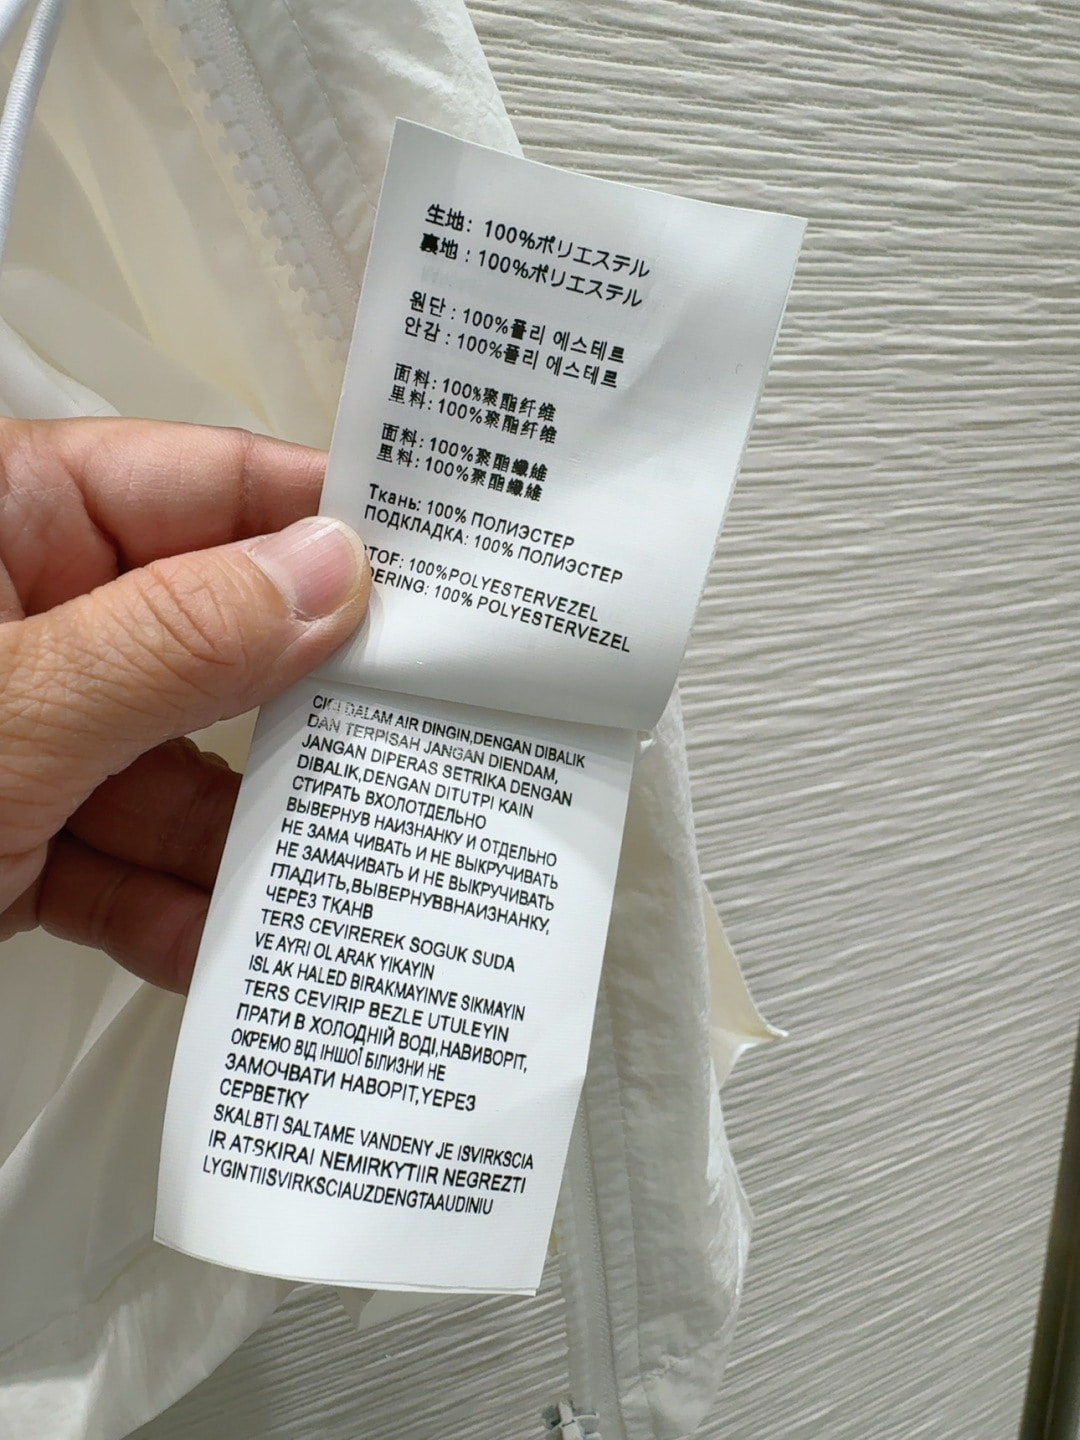 生地: 100%ポリエステル
裏地: 100%ポリエステル
원단: 100%폴리 에스테르
안감: 100%폴리 에스테르
面料: 100%聚酯纤维
里料: 100%聚酯纤维
面料: 100%聚酯纖維
里料: 100%聚酯纖維
Ткань: 100% ПОЛИЭСТЕР
ПОДКЛАДКА: 100% ПОЛИЭСТЕР
TOF: 100%POLYESTERVEZEL
DERING: 100% POLYESTERVEZEL
DALAM AIR DINGIN,DENGAN DIBALIK
DAN TERPISAH JANGAN DIENDAM,
JANGAN DIPERAS SETRIKA DENGAN
DIBALIK,DENGAN DITUTPI KAIN
СТИРАТЬ ВХОЛОТДЕЛЬНО
ВЫВЕРНУВ НАИЗНАНКУ И ОТДЕЛЬНО
НЕ ЗАМА ЧИВАТЬ И НЕ ВЫКРУЧИВАТЬ
НЕ ЗАМАЧИВАТЬ И НЕ ВЫКРУЧИВАТЬ
ГЛАДИТЬ,ВЫВЕРНУВВНАИЗНАНКУ,
ЧЕРЕЗ ТКАНВ
TERS CEVIREREK SOGUK SUDA
VE AYRI OL ARAK YIKAYIN
ISL AK HALED BIRAKMAYINVE SIKMAYIN
TERS CEVIRIP BEZLE UTULEYIN
ПРАТИ В ХОЛОДНІЙ ВОДІ,НАВИВОРІТ,
ОКРЕМО ВІД ІНШОЇ БІЛИЗНИ НЕ
ЗАМОЧВАТИ НАВОРІТ,YЕРЕЗ
СЕРВЕТКУ
SKALBTI SALTAME VANDENY JE ISVIRKSCIA
IR ATSKIRAI NEMIRKYTIIR NEGREZTI
LYGINTIISVIRKSCIAUZDENGTAAUDINIU